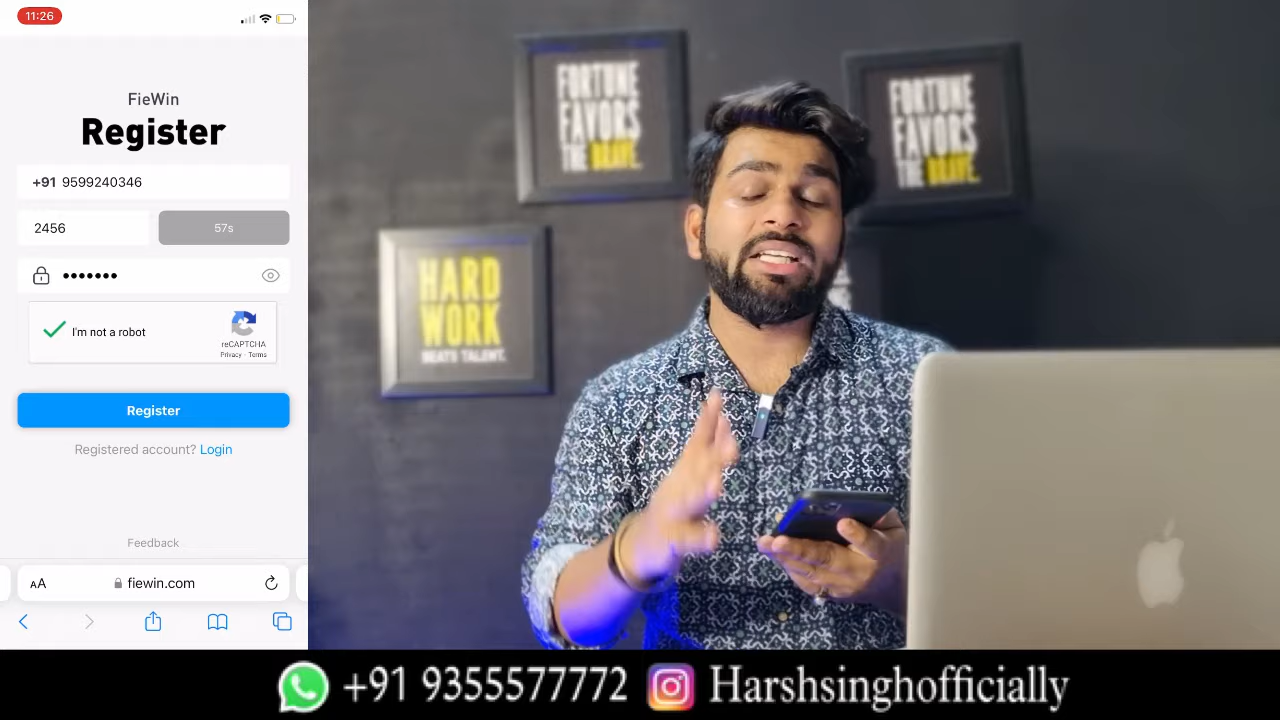 11:26
FieWin
Register
+91 9599240346
2456
57s
I'm not a robot
reCAPTCHA
Privacy - Terms
Register
Registered account? Login
Feedback
AA
fiewin.com
FORTUNE
FAVORS
THE BRAVE.
FORTUNE
FAVORS
THE BRAVE.
HARD
WORK
BEATS TALENT.
+91 9355577772
Harshsinghofficially